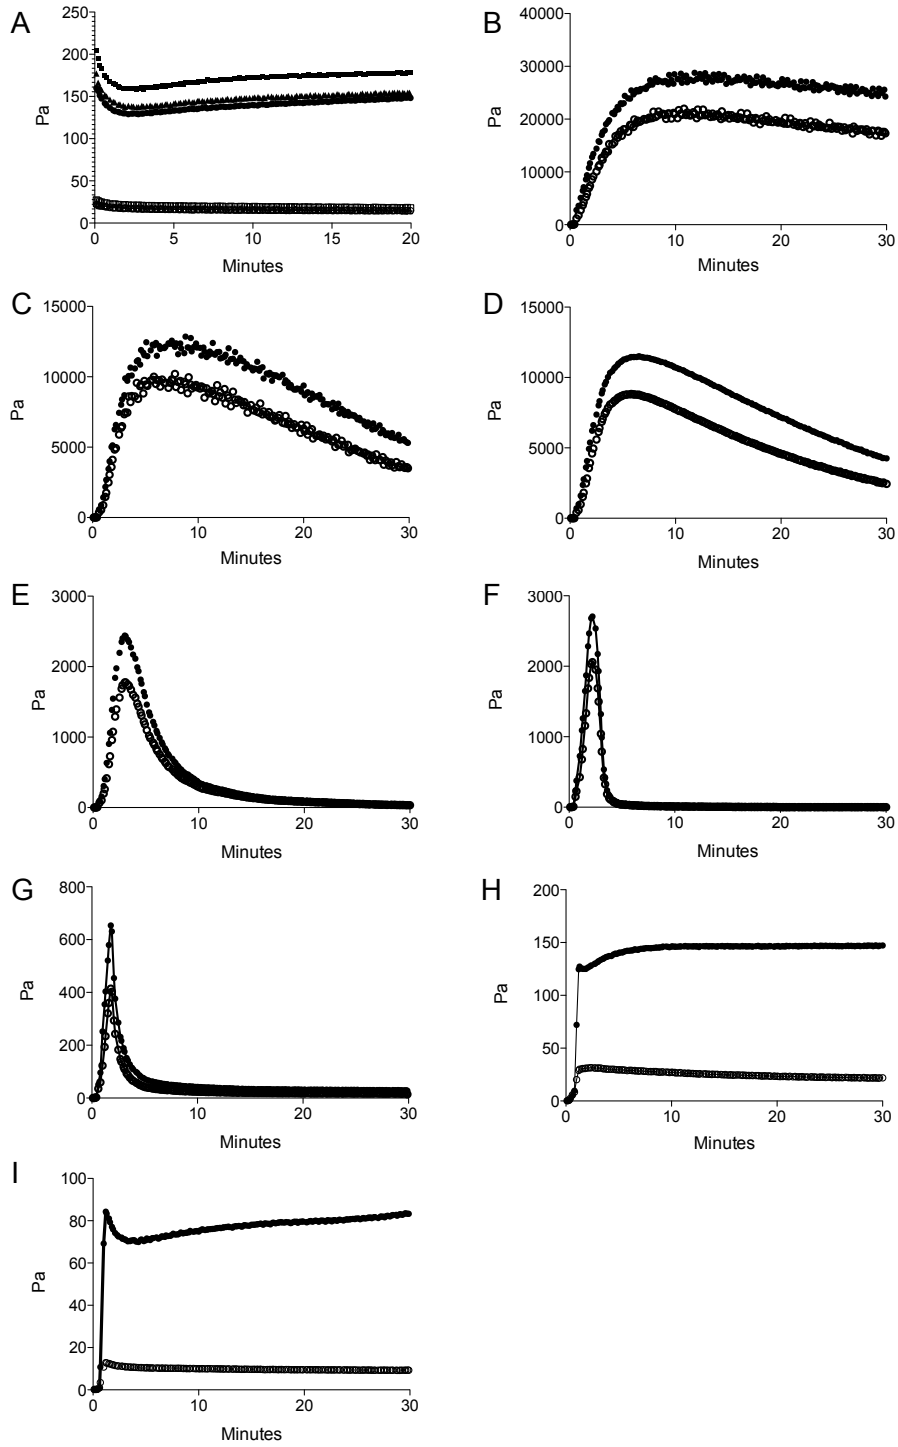 A
250
200
150
100
50
0
Pa
0 5 10 15 20
Minutes
B
40000
30000
20000
10000
0
Pa
0 10 20 30
Minutes
C
15000
10000
5000
0
Pa
0 10 20 30
Minutes
D
15000
10000
5000
0
Pa
0 10 20 30
Minutes
E
3000
2000
1000
0
Pa
0 10 20 30
Minutes
F
3000
2000
1000
0
Pa
0 10 20 30
Minutes
G
800
600
400
200
0
Pa
0 10 20 30
Minutes
H
200
150
100
50
0
Pa
0 10 20 30
Minutes
I
100
80
60
40
20
0
Pa
0 10 20 30
Minutes